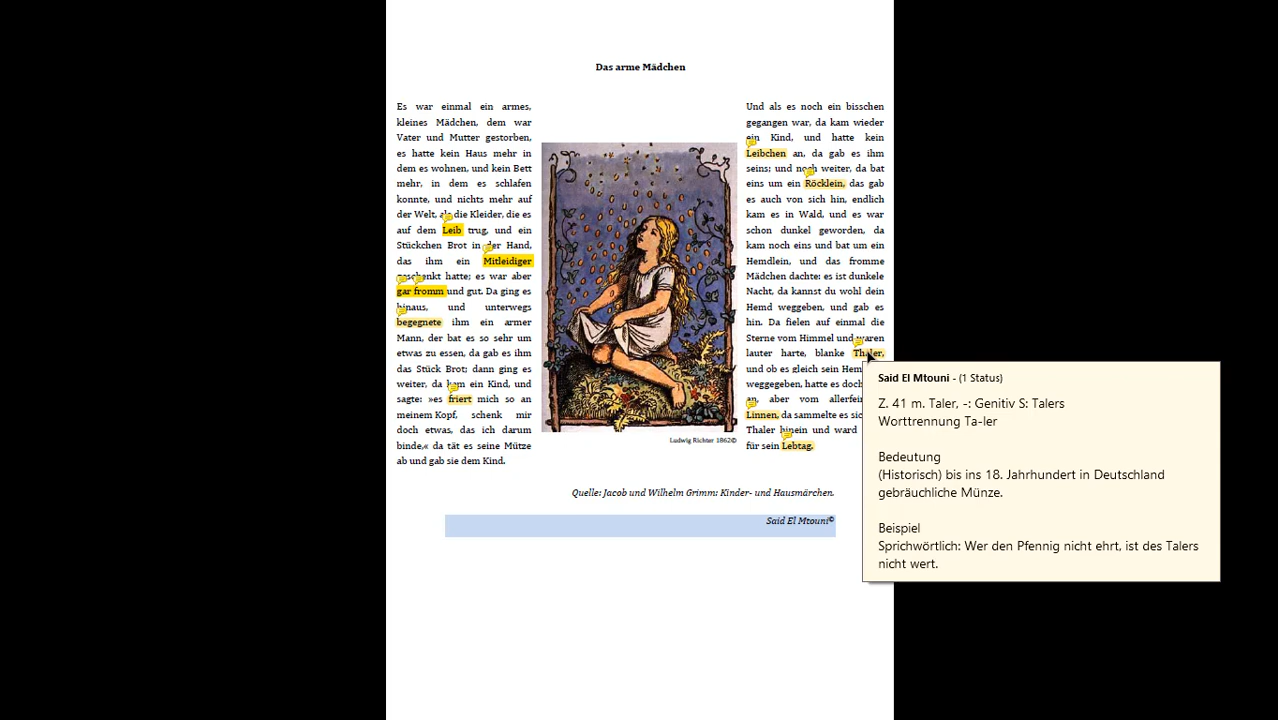 Das arme Mädchen
Es war einmal ein armes,
kleines Mädchen, dem war
Vater und Mutter gestorben,
es hatte kein Haus mehr in
dem es wohnen, und kein Bett
mehr, in dem es schlafen
konnte, und nichts mehr auf
der Welt, als die Kleider, die es
auf dem Leib trug, und ein
Stückchen Brot in der Hand,
das ihm ein Mitleidiger
geschenkt hatte; es war aber
gar fromm und gut. Da ging es
hinaus, und unterwegs
begegnete ihm ein armer
Mann, der bat es so sehr um
etwas zu essen, da gab es ihm
das Stück Brot; dann ging es
weiter, da kam ein Kind, und
sagte: »es friert mich so an
meinem Kopf, schenk mir
doch etwas, das ich darum
binde,« da tät es seine Mütze
ab und gab sie dem Kind.
Ludwig Richter 1862©
Und als es noch ein bisschen
gegangen war, da kam wieder
ein Kind, und hatte kein
Leibchen an, da gab es ihm
seins; und noch weiter, da bat
eins um ein Röcklein, das gab
es auch von sich hin, endlich
kam es in Wald, und es war
schon dunkel geworden, da
kam noch eins und bat um ein
Hemdlein, und das fromme
Mädchen dachte: es ist dunkele
Nacht, da kannst du wohl dein
Hemd weggeben, und gab es
hin. Da fielen auf einmal die
Sterne vom Himmel und waren
lauter harte, blanke Thaler,
und ob es gleich sein Hem
weggegeben, hatte es doch
an, aber vom allerfei
Linnen, da sammelte es sic
Thaler hinein und ward
für sein Lebtag.
Quelle: Jacob und Wilhelm Grimm: Kinder- und Hausmärchen.
Said El Mtouni©
Said El Mtouni - (1 Status)
Z. 41 m. Taler, -: Genitiv S: Talers
Worttrennung Ta-ler
Bedeutung
(Historisch) bis ins 18. Jahrhundert in Deutschland
gebräuchliche Münze.
Beispiel
Sprichwörtlich: Wer den Pfennig nicht ehrt, ist des Talers
nicht wert.